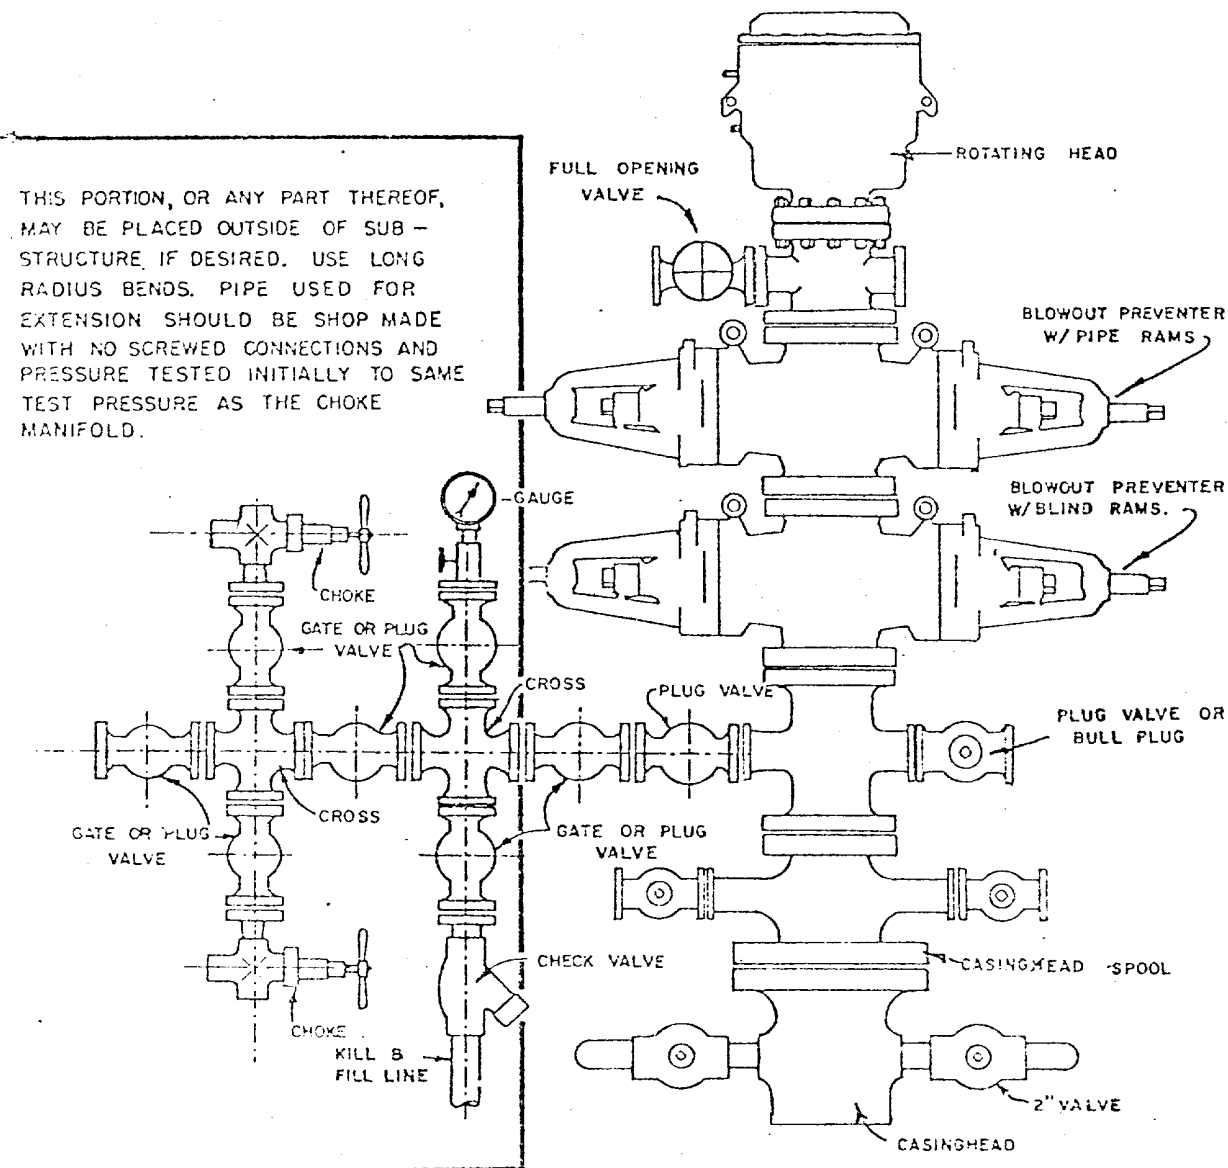 ROTATING HEAD
FULL OPENING
VALVE
THIS PORTION, OR ANY PART THEREOF,
MAY BE PLACED OUTSIDE OF SUB-
STRUCTURE IF DESIRED. USE LONG
RADIUS BENDS. PIPE USED FOR
EXTENSION SHOULD BE SHOP MADE
WITH NO SCREWED CONNECTIONS AND
PRESSURE TESTED INITIALLY TO SAME
TEST PRESSURE AS THE CHOKE
MANIFOLD.
BLOWOUT PREVENTER
W/PIPE RAMS
GAUGE
BLOWOUT PREVENTER
W/BLIND RAMS.
CHOKE
GATE OR PLUG
VALVE
CROSS
PLUG VALVE
PLUG VALVE OR
BULL PLUG
CROSS
GATE OR PLUG
VALVE
GATE OR PLUG
VALVE
CHECK VALVE
CASINGHEAD SPOOL
CHOKE
KILL &
FILL LINE
2" VALVE
CASINGHEAD